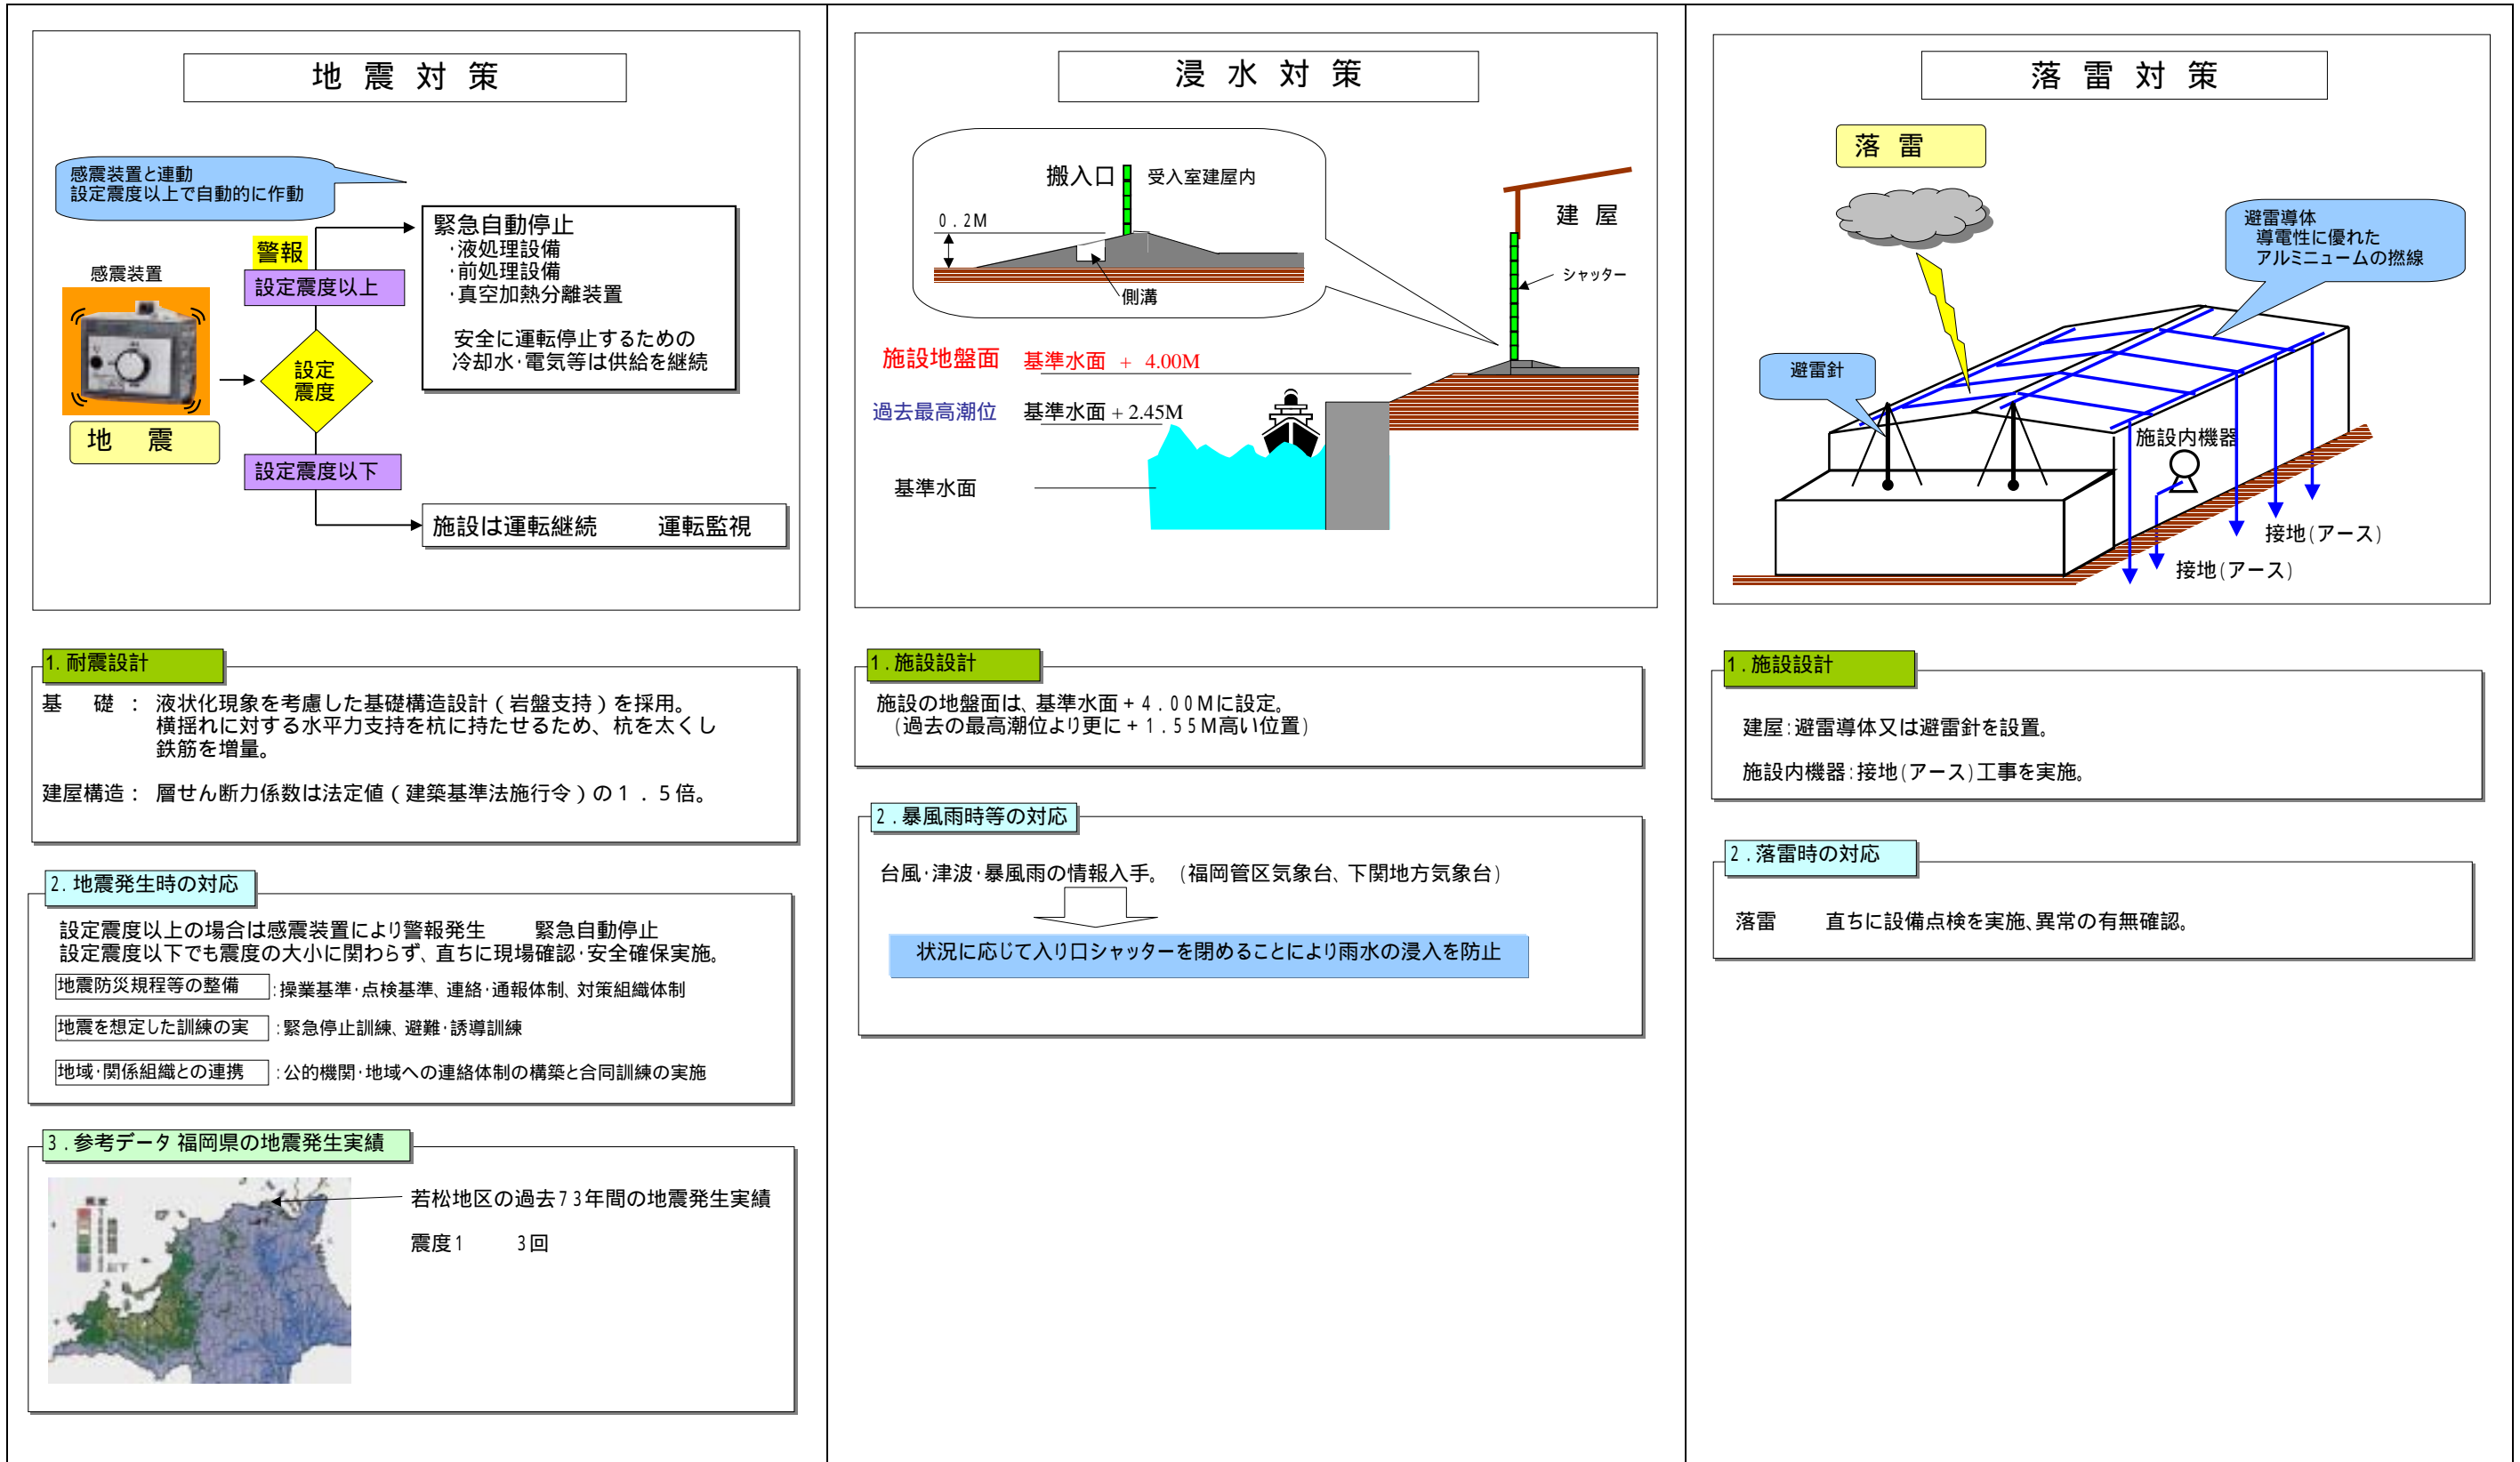 地震対策
感震装置と連動
設定震度以上で自動的に作動
警報
設定震度以上
感震装置
設定
震度
地　震
設定震度以下
緊急自動停止
・液処理設備
・前処理設備
・真空加熱分離装置
安全に運転停止するための
冷却水・電気等は供給を継続
施設は運転継続　　運転監視
1. 耐震設計
基　礎 ： 液状化現象を考慮した基礎構造設計（岩盤支持）を採用。
横揺れに対する水平力支持を杭に持たせるため、杭を太くし
鉄筋を増量。
建屋構造： 層せん断力係数は法定値（建築基準法施行令）の１．５倍。
2. 地震発生時の対応
設定震度以上の場合は感震装置により警報発生　　緊急自動停止
設定震度以下でも震度の大小に関わらず、直ちに現場確認・安全確保実施。
地震防災規程等の整備 ：操業基準・点検基準、連絡・通報体制、対策組織体制
地震を想定した訓練の実 ：緊急停止訓練、避難・誘導訓練
地域・関係組織との連携 ：公的機関・地域への連絡体制の構築と合同訓練の実施
3．参考データ 福岡県の地震発生実績
若松地区の過去73年間の地震発生実績
震度1　　3回
浸水対策
搬入口　受入室建屋内
0．2M
側溝
建　屋
シャッター
施設地盤面　基準水面 + 4.00M
過去最高潮位　基準水面 + 2.45M
基準水面
1．施設設計
施設の地盤面は、基準水面＋4．00Mに設定。
（過去の最高潮位より更に＋1．55M高い位置）
2．暴風雨時等の対応
台風・津波・暴風雨の情報入手。（福岡管区気象台、下関地方気象台）
状況に応じて入り口シャッターを閉めることにより雨水の浸入を防止
落雷対策
落　雷
避雷導体
導電性に優れた
アルミニュームの撚線
避雷針
施設内機器
接地（アース）
接地（アース）
1．施設設計
建屋：避雷導体又は避雷針を設置。
施設内機器：接地（アース）工事を実施。
2．落雷時の対応
落雷　　直ちに設備点検を実施、異常の有無確認。